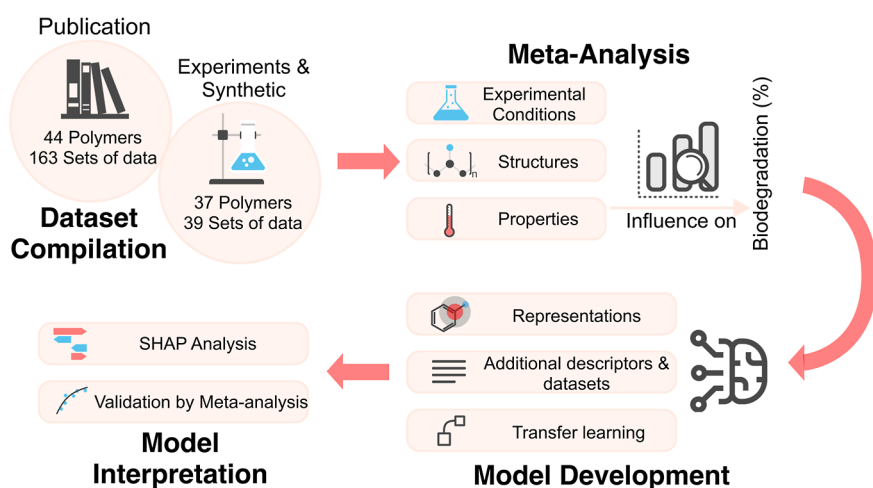 Publication
44 Polymers
163 Sets of data
Experiments &
Synthetic
37 Polymers
39 Sets of data
Dataset
Compilation
Meta-Analysis
Experimental
Conditions
Structures
n
Properties
Influence on
Biodegradation (%)
Representations
Additional descriptors &
datasets
Transfer learning
Model Development
SHAP Analysis
Validation by Meta-analysis
Model
Interpretation